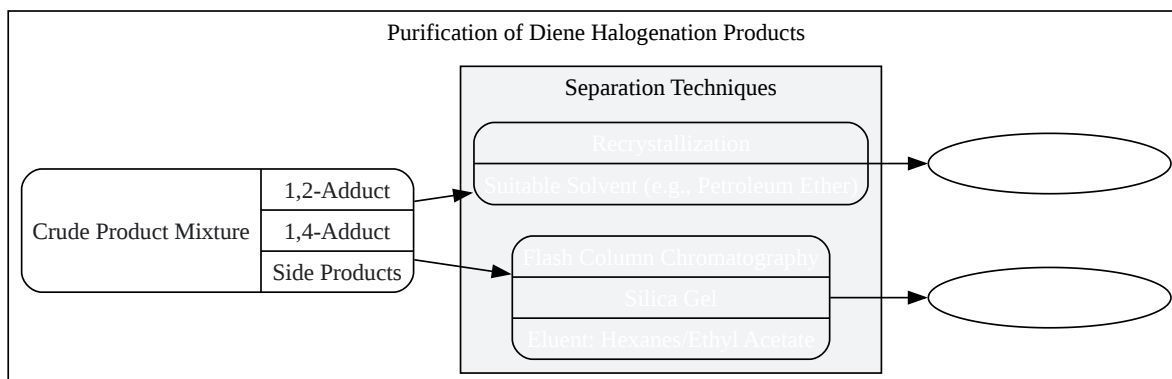 Purification of Diene Halogenation Products
Separation Techniques
Crude Product Mixture
1,2-Adduct
1,4-Adduct
Side Products
Recrystallization
Suitable Solvent (e.g., Petroleum Ether)
Flash Column Chromatography
Silica Gel
Eluent: Hexanes/Ethyl Acetate